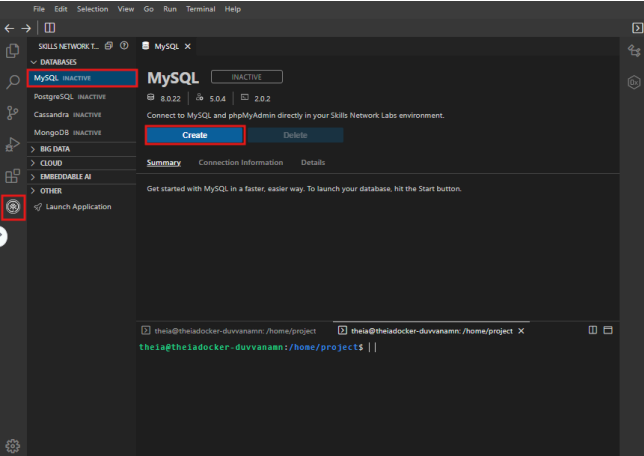 File Edit Selection View Go Run Terminal Help
SKILLS NETWORK T...
MySQL
DATABASES
MySQL INACTIVE
PostgreSQL INACTIVE
Cassandra INACTIVE
MongoDB INACTIVE
BIG DATA
CLOUD
EMBEDDABLE AI
OTHER
Launch Application
MySQL INACTIVE
8.0.22 5.0.4 2.0.2
Connect to MySQL and phpMyAdmin directly in your Skills Network Labs environment.
Create Delete
Summary Connection Information Details
Get started with MySQL in a faster, easier way. To launch your database, hit the Start button.
theia@theiadocker-duvvanamn: /home/project theia@theiadocker-duvvanamn: /home/project
theia@theiadocker-duvvanamn:/home/project$